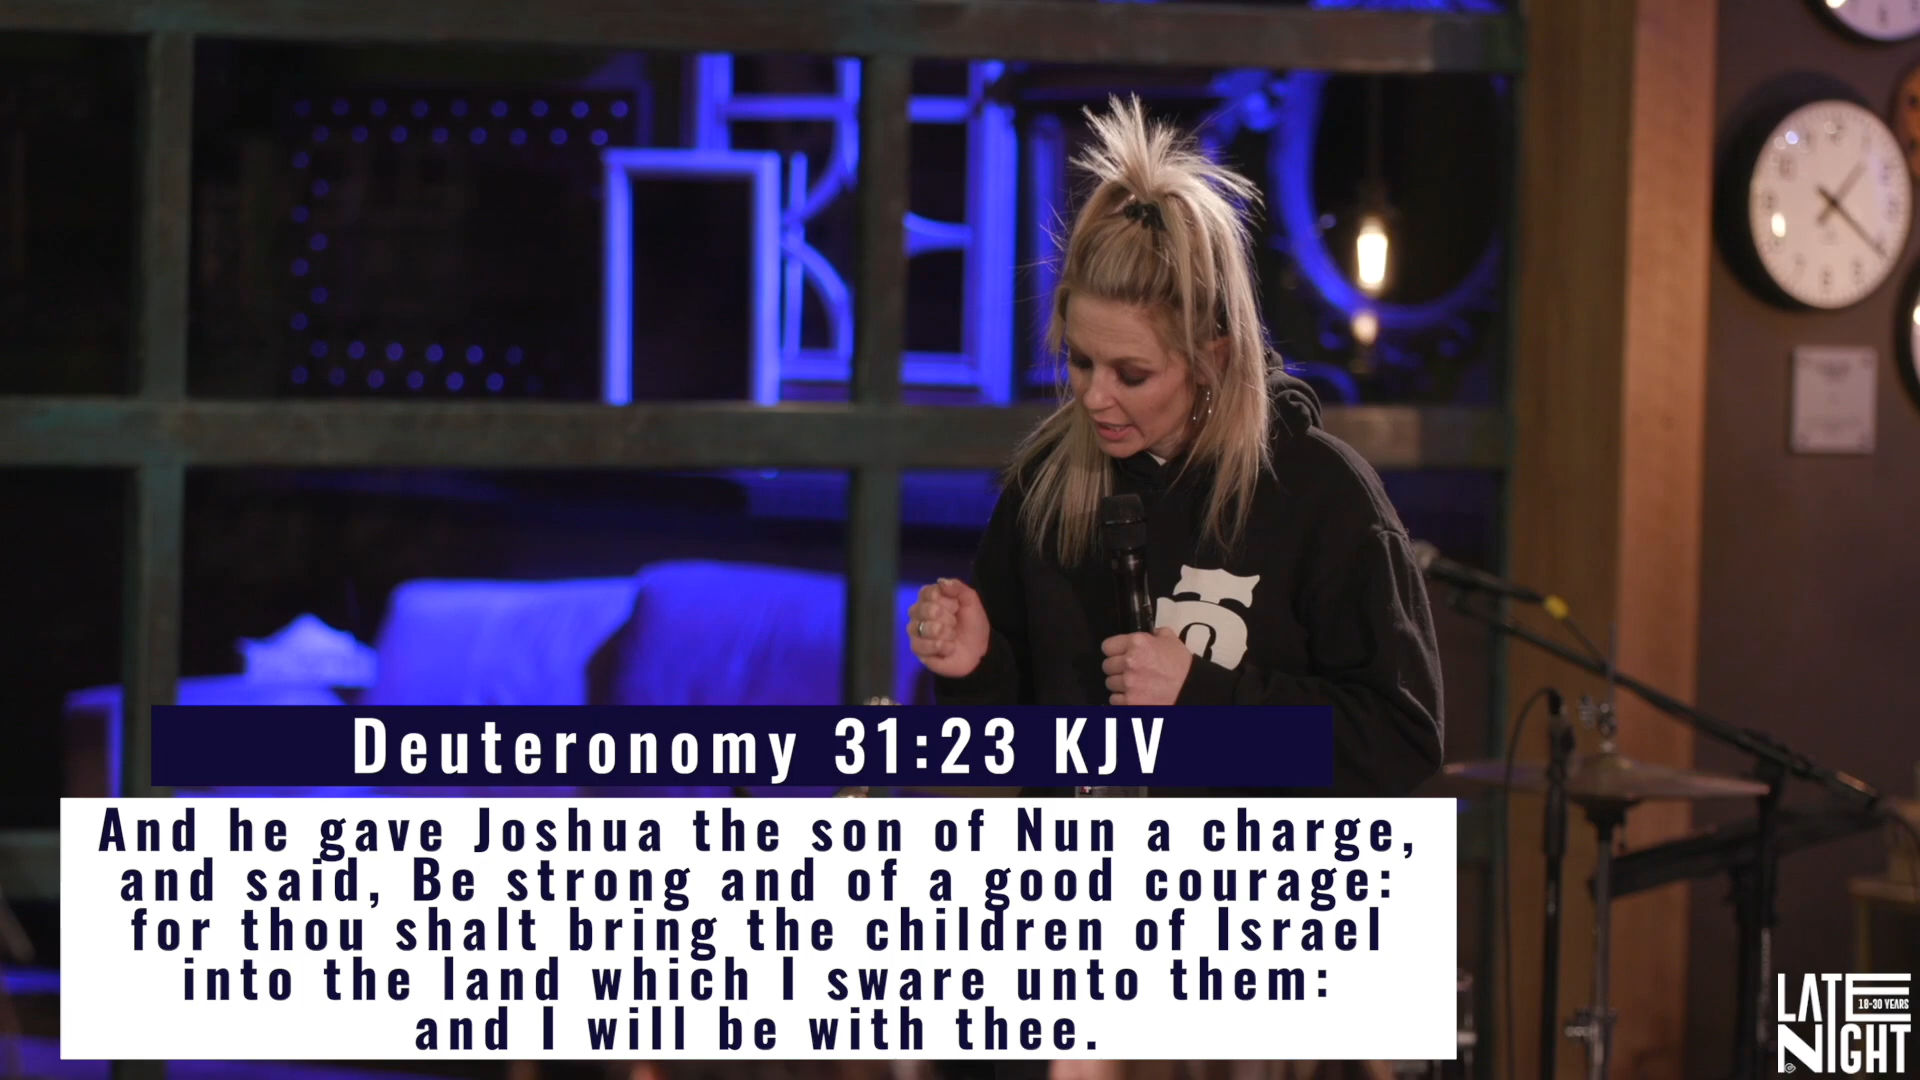 Deuteronomy 31:23 KJV
And he gave Joshua the son of Nun a charge,
and said, Be strong and of a good courage:
for thou shalt bring the children of Israel
into the land which I sware unto them:
and I will be with thee.
LATE
18-30 YEARS
NIGHT